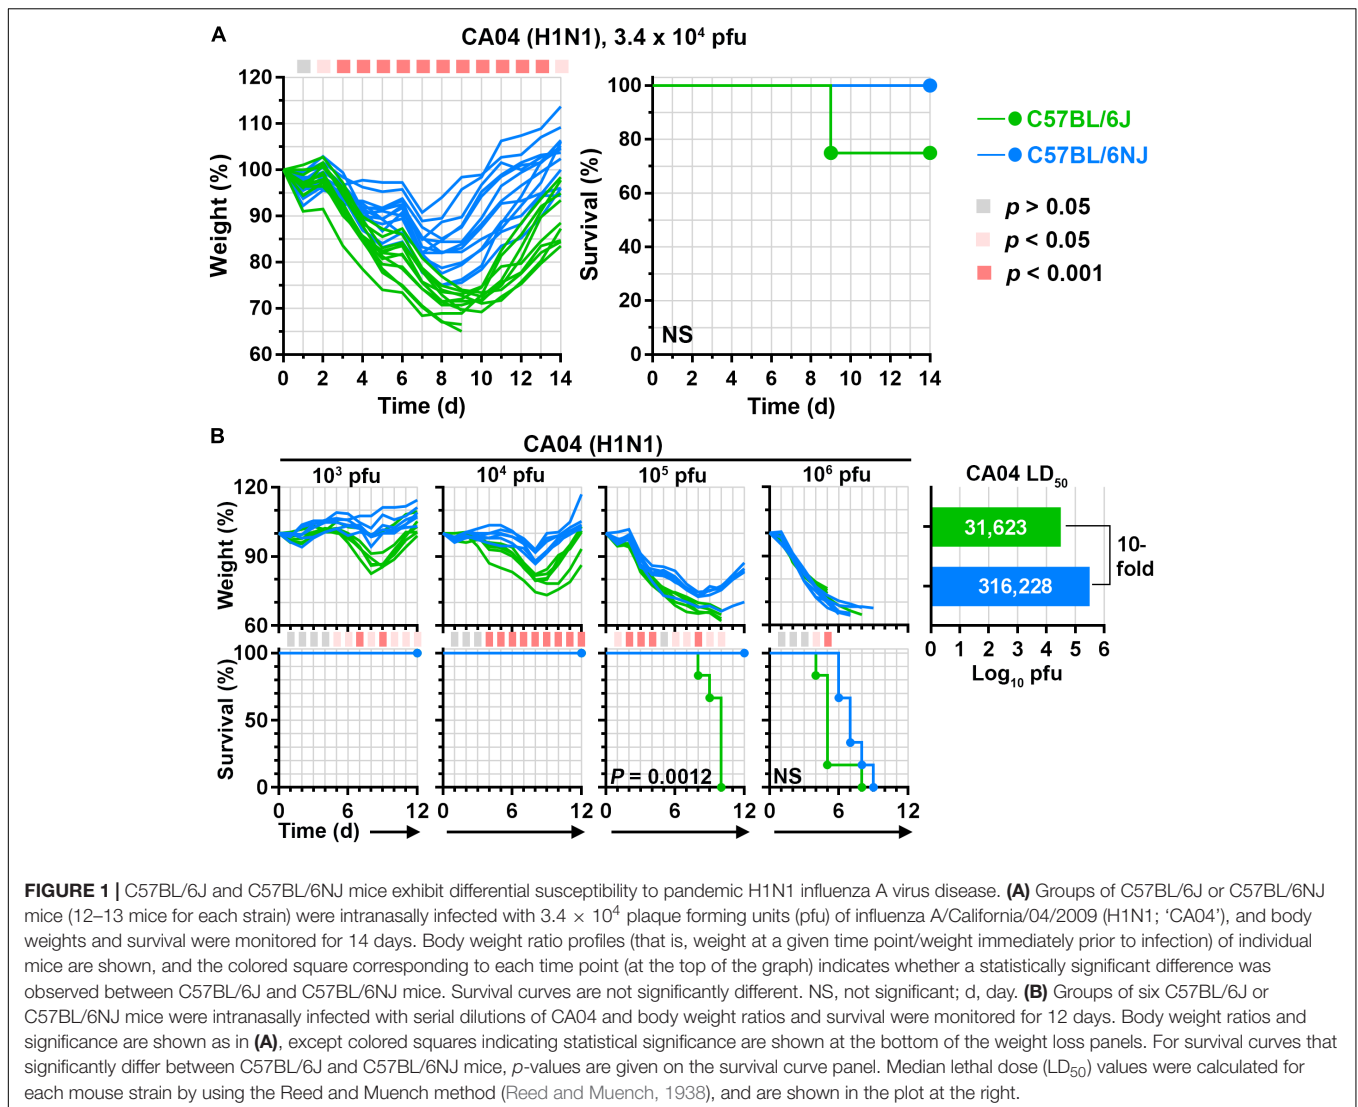 A
CA04 (H1N1), 3.4 x 10⁴ pfu
120
110
100
90
80
70
60
Weight (%)
0 2 4 6 8 10 12 14
Time (d)
100
80
60
40
20
0
Survival (%)
NS
0 2 4 6 8 10 12 14
Time (d)
C57BL/6J
C57BL/6NJ
p > 0.05
p < 0.05
p < 0.001
B
CA04 (H1N1)
10³ pfu
10⁴ pfu
10⁵ pfu
10⁶ pfu
120
90
60
Weight (%)
100
50
0
Survival (%)
P = 0.0012
NS
0 6 12
6 12
0 6 12
0 6 12
Time (d)
CA04 LD₅₀
31,623
316,228
10-
fold
0 1 2 3 4 5 6
Log₁₀ pfu
FIGURE 1 | C57BL/6J and C57BL/6NJ mice exhibit differential susceptibility to pandemic H1N1 influenza A virus disease. (A) Groups of C57BL/6J or C57BL/6NJ
mice (12–13 mice for each strain) were intranasally infected with 3.4 × 10⁴ plaque forming units (pfu) of influenza A/California/04/2009 (H1N1; ‘CA04’), and body
weights and survival were monitored for 14 days. Body weight ratio profiles (that is, weight at a given time point/weight immediately prior to infection) of individual
mice are shown, and the colored square corresponding to each time point (at the top of the graph) indicates whether a statistically significant difference was
observed between C57BL/6J and C57BL/6NJ mice. Survival curves are not significantly different. NS, not significant; d, day. (B) Groups of six C57BL/6J or
C57BL/6NJ mice were intranasally infected with serial dilutions of CA04 and body weight ratios and survival were monitored for 12 days. Body weight ratios and
significance are shown as in (A), except colored squares indicating statistical significance are shown at the bottom of the weight loss panels. For survival curves that
significantly differ between C57BL/6J and C57BL/6NJ mice, p-values are given on the survival curve panel. Median lethal dose (LD₅₀) values were calculated for
each mouse strain by using the Reed and Muench method (Reed and Muench, 1938), and are shown in the plot at the right.